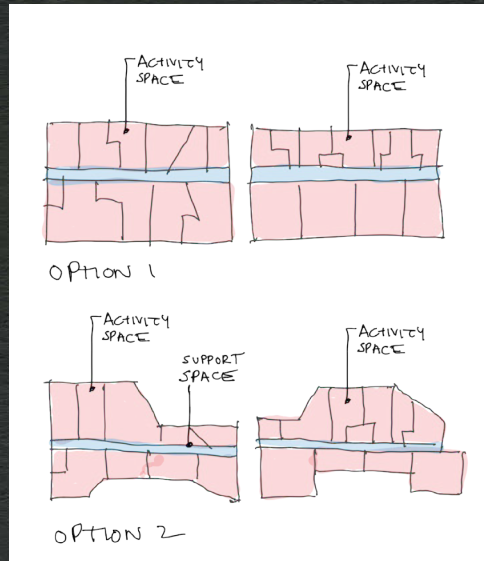 ACTIVITY
SPACE
ACTIVITY
SPACE
OPTION 1
ACTIVITY
SPACE
SUPPORT
SPACE
ACTIVITY
SPACE
OPTION 2